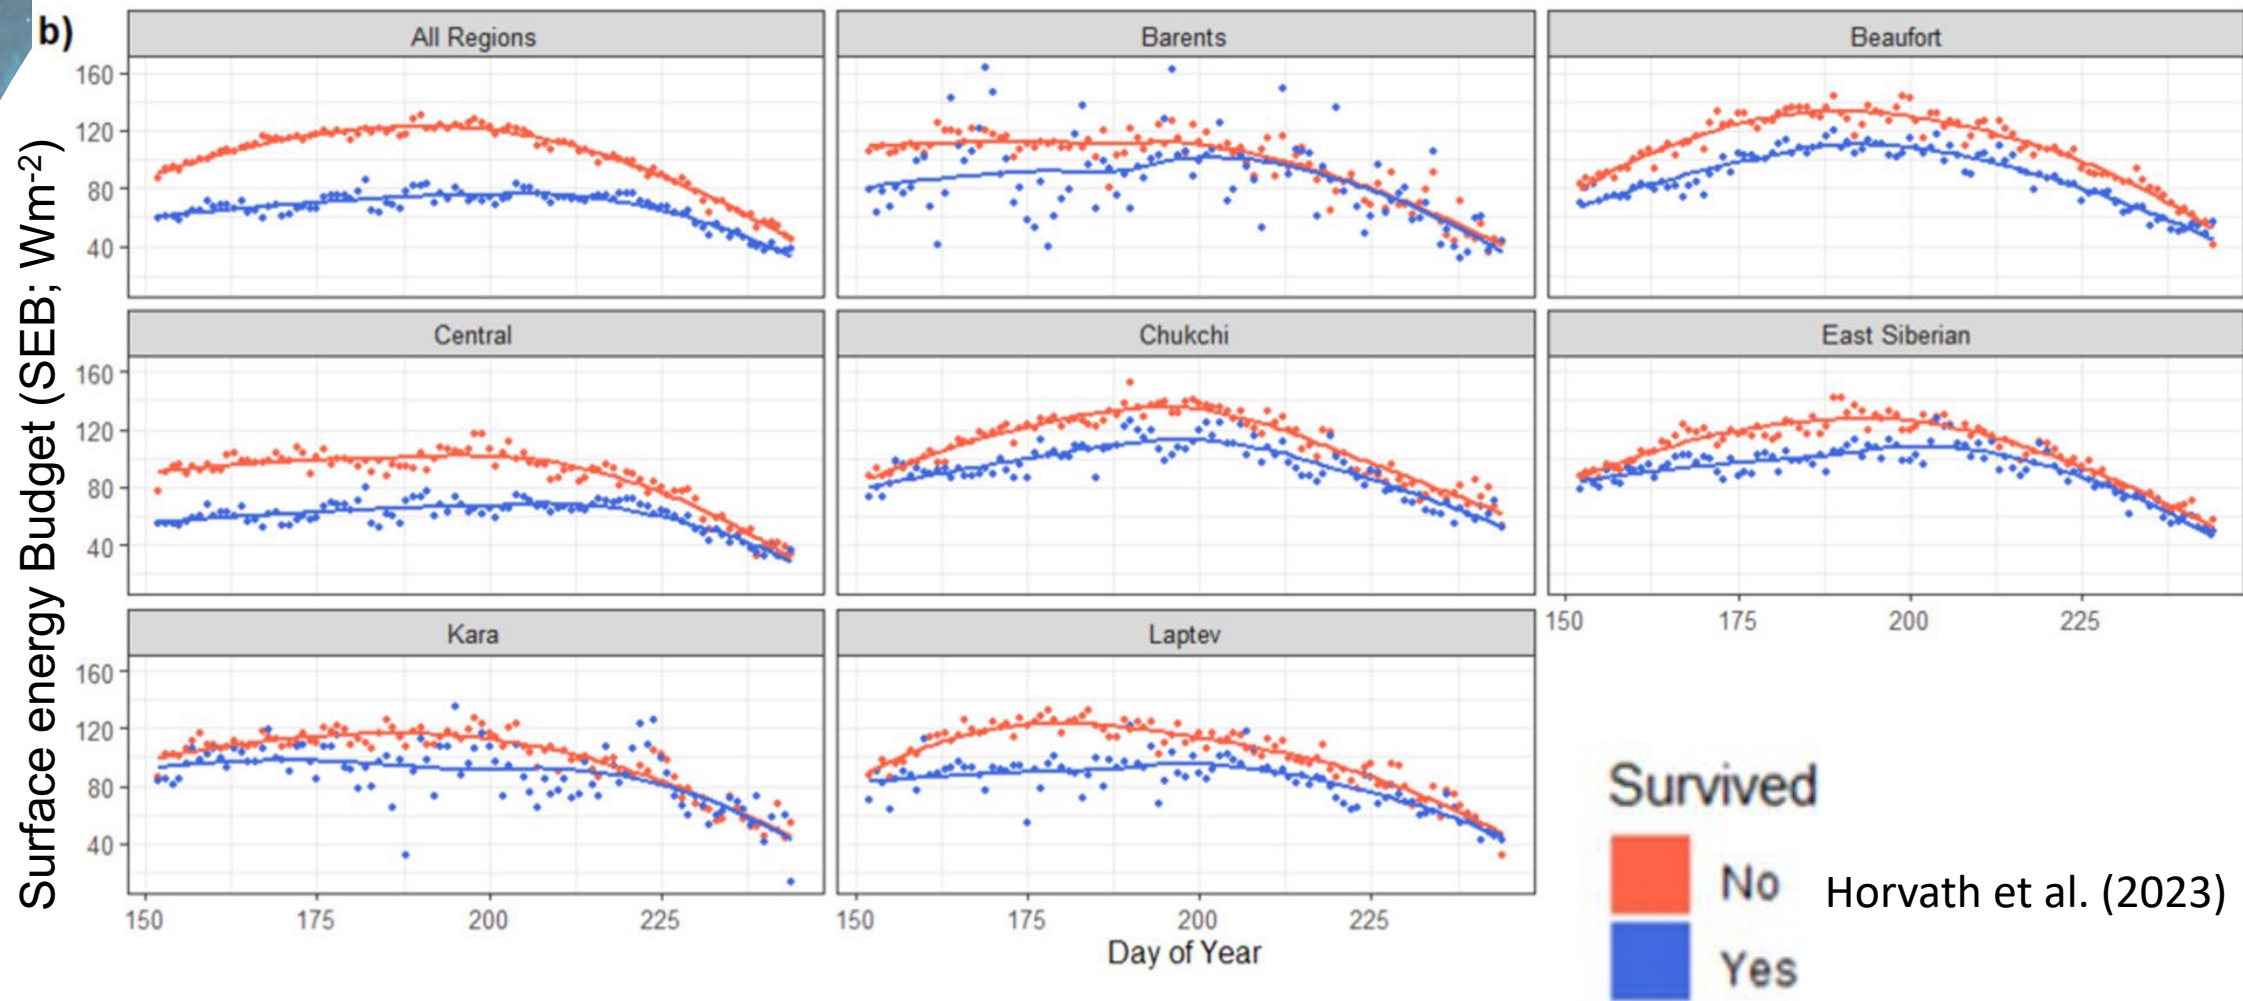 b)
Surface energy Budget (SEB; Wm-2)
All Regions
Barents
Beaufort
160
120
80
40
Central
Chukchi
East Siberian
160
120
80
40
150 175 200 225
Kara
Laptev
160
120
80
40
150 175 200 225
150 175 200 225
Day of Year
Survived
No
Yes
Horvath et al. (2023)